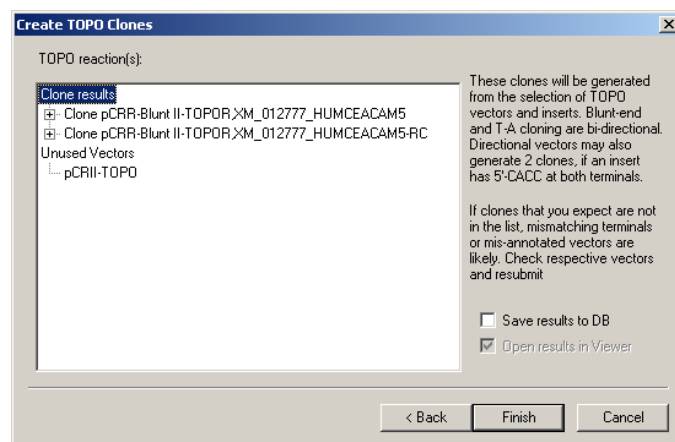 Create TOPO Clones
TOPO reaction(s):
Clone results
Clone pCRR-Blunt II-TOPOR,XM_012777_HUMCEACAM5
Clone pCRR-Blunt II-TOPOR,XM_012777_HUMCEACAM5-RC
Unused Vectors
pCRII-TOPO
These clones will be generated
from the selection of TOPO
vectors and inserts. Blunt-end
and T-A cloning are bi-directional.
Directional vectors may also
generate 2 clones, if an insert
has 5'-CACC at both terminals.
If clones that you expect are not
in the list, mismatching terminals
or mis-annotated vectors are
likely. Check respective vectors
and resubmit
Save results to DB
Open results in Viewer
< Back
Finish
Cancel